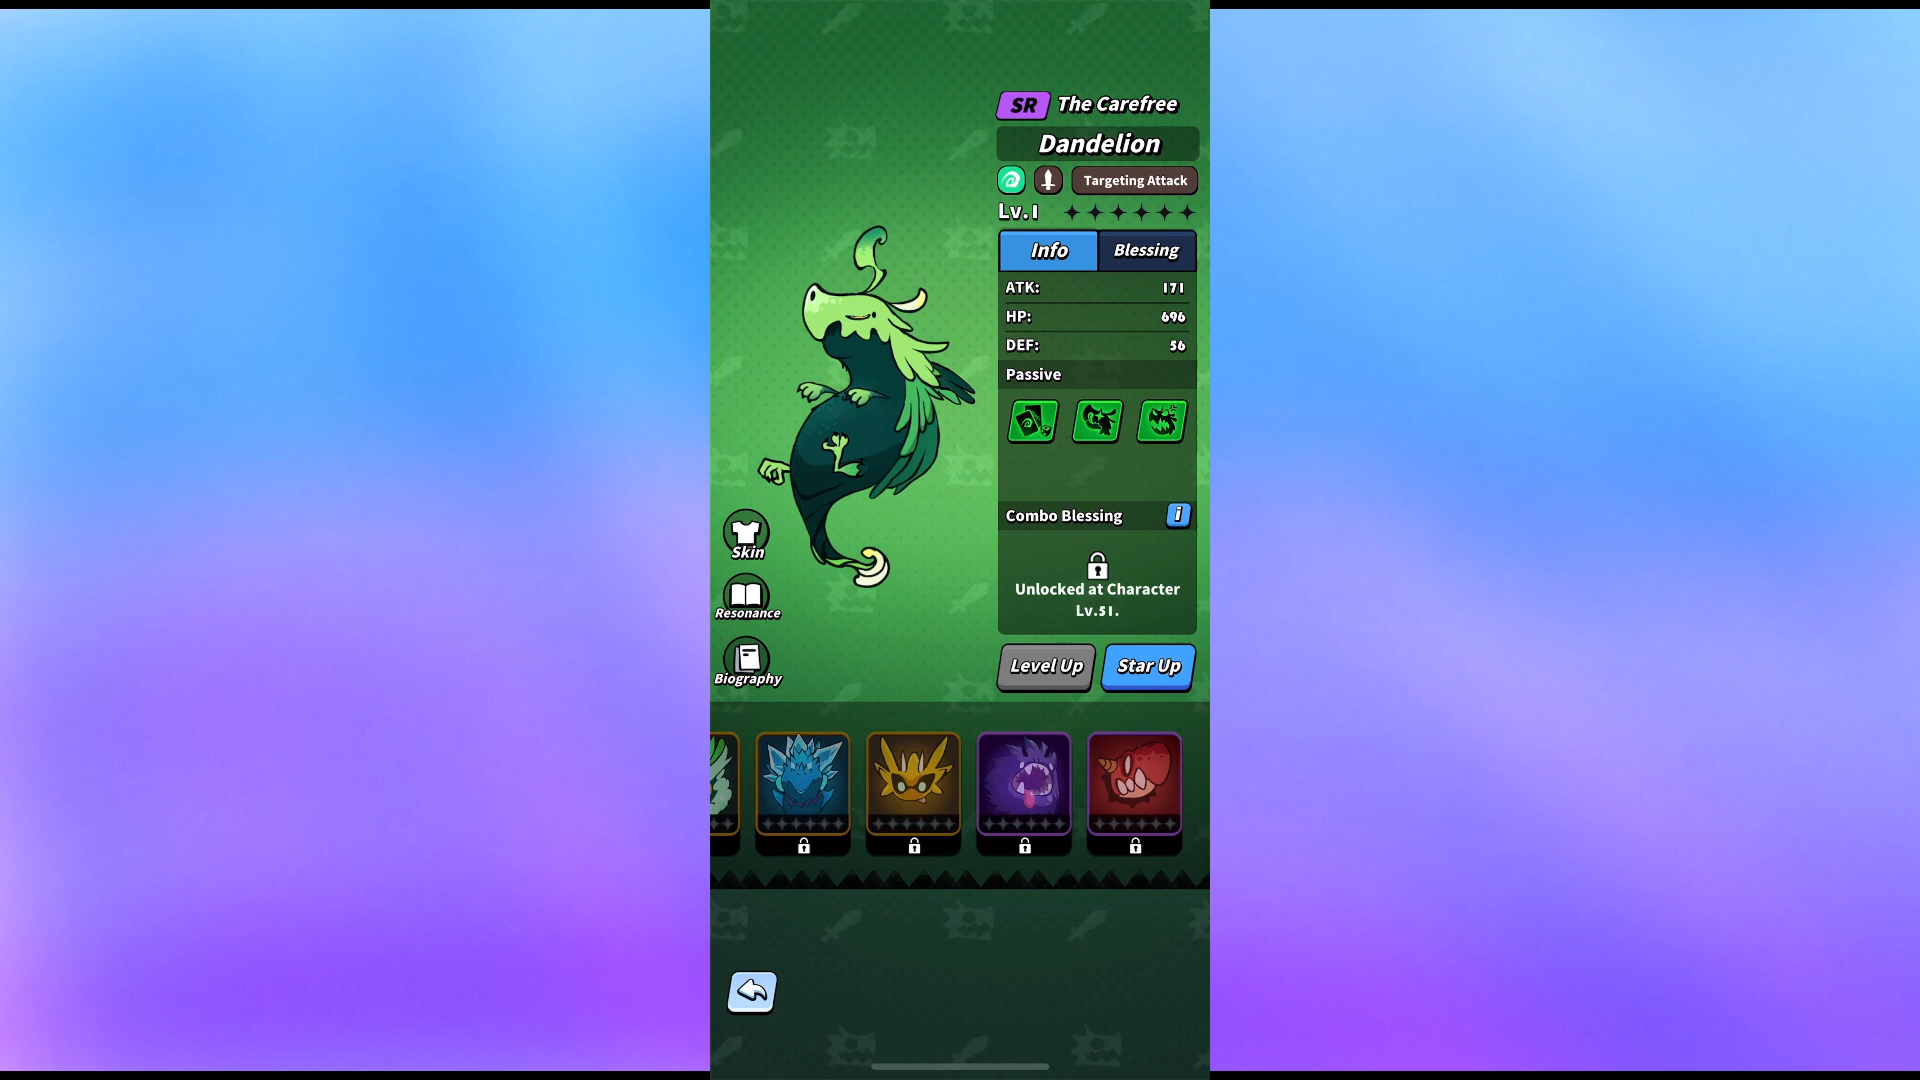 SR The Carefree
Dandelion
Targeting Attack
Lv.1
Info Blessing
ATK: 171
HP: 696
DEF: 56
Passive
Combo Blessing i
Unlocked at Character
Lv.51.
Skin
Resonance
Biography
Level Up Star Up